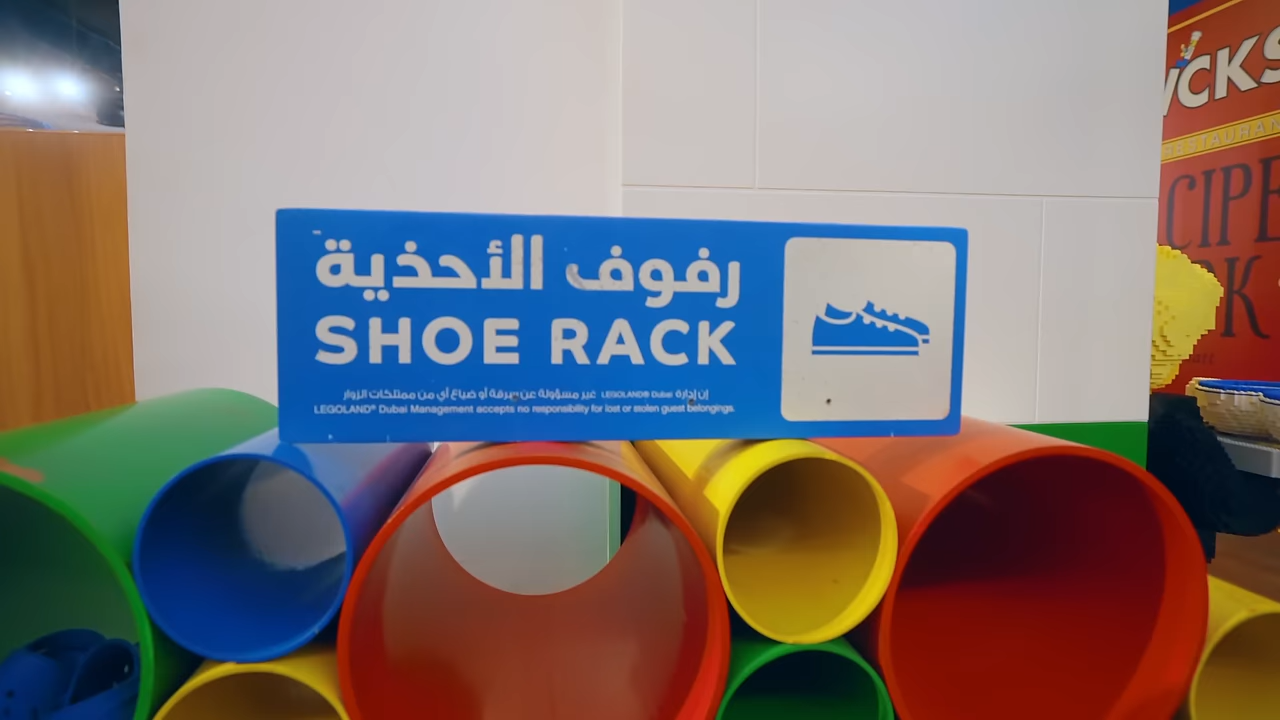 رفوف الأحذية
SHOE RACK
إن إدارة LEGOLAND® Dubai غير مسؤولة عن سرقة أو ضياع أي من ممتلكات الزوار
LEGOLAND® Dubai Management accepts no responsibility for lost or stolen guest belongings.